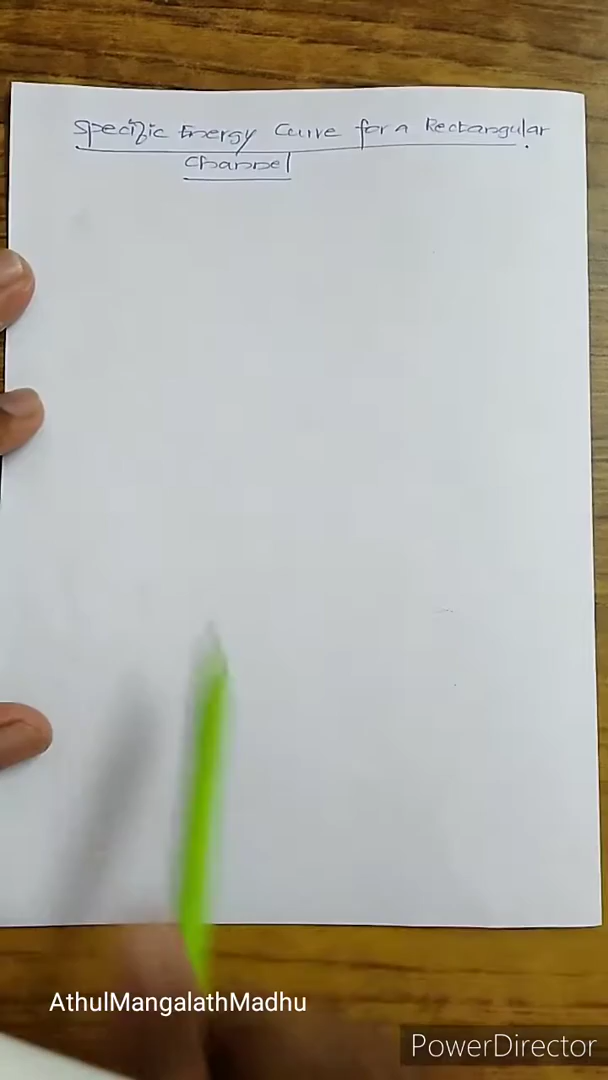 Specific Energy Curve for a Rectangular
Channel
AthulMangalathMadhu
PowerDirector